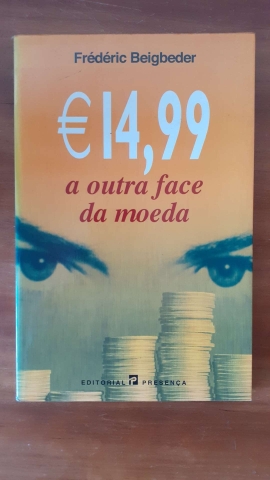 Frédéric Beigbeder
€14,99
a outra face
da moeda
EDITORIAL PRESENÇA